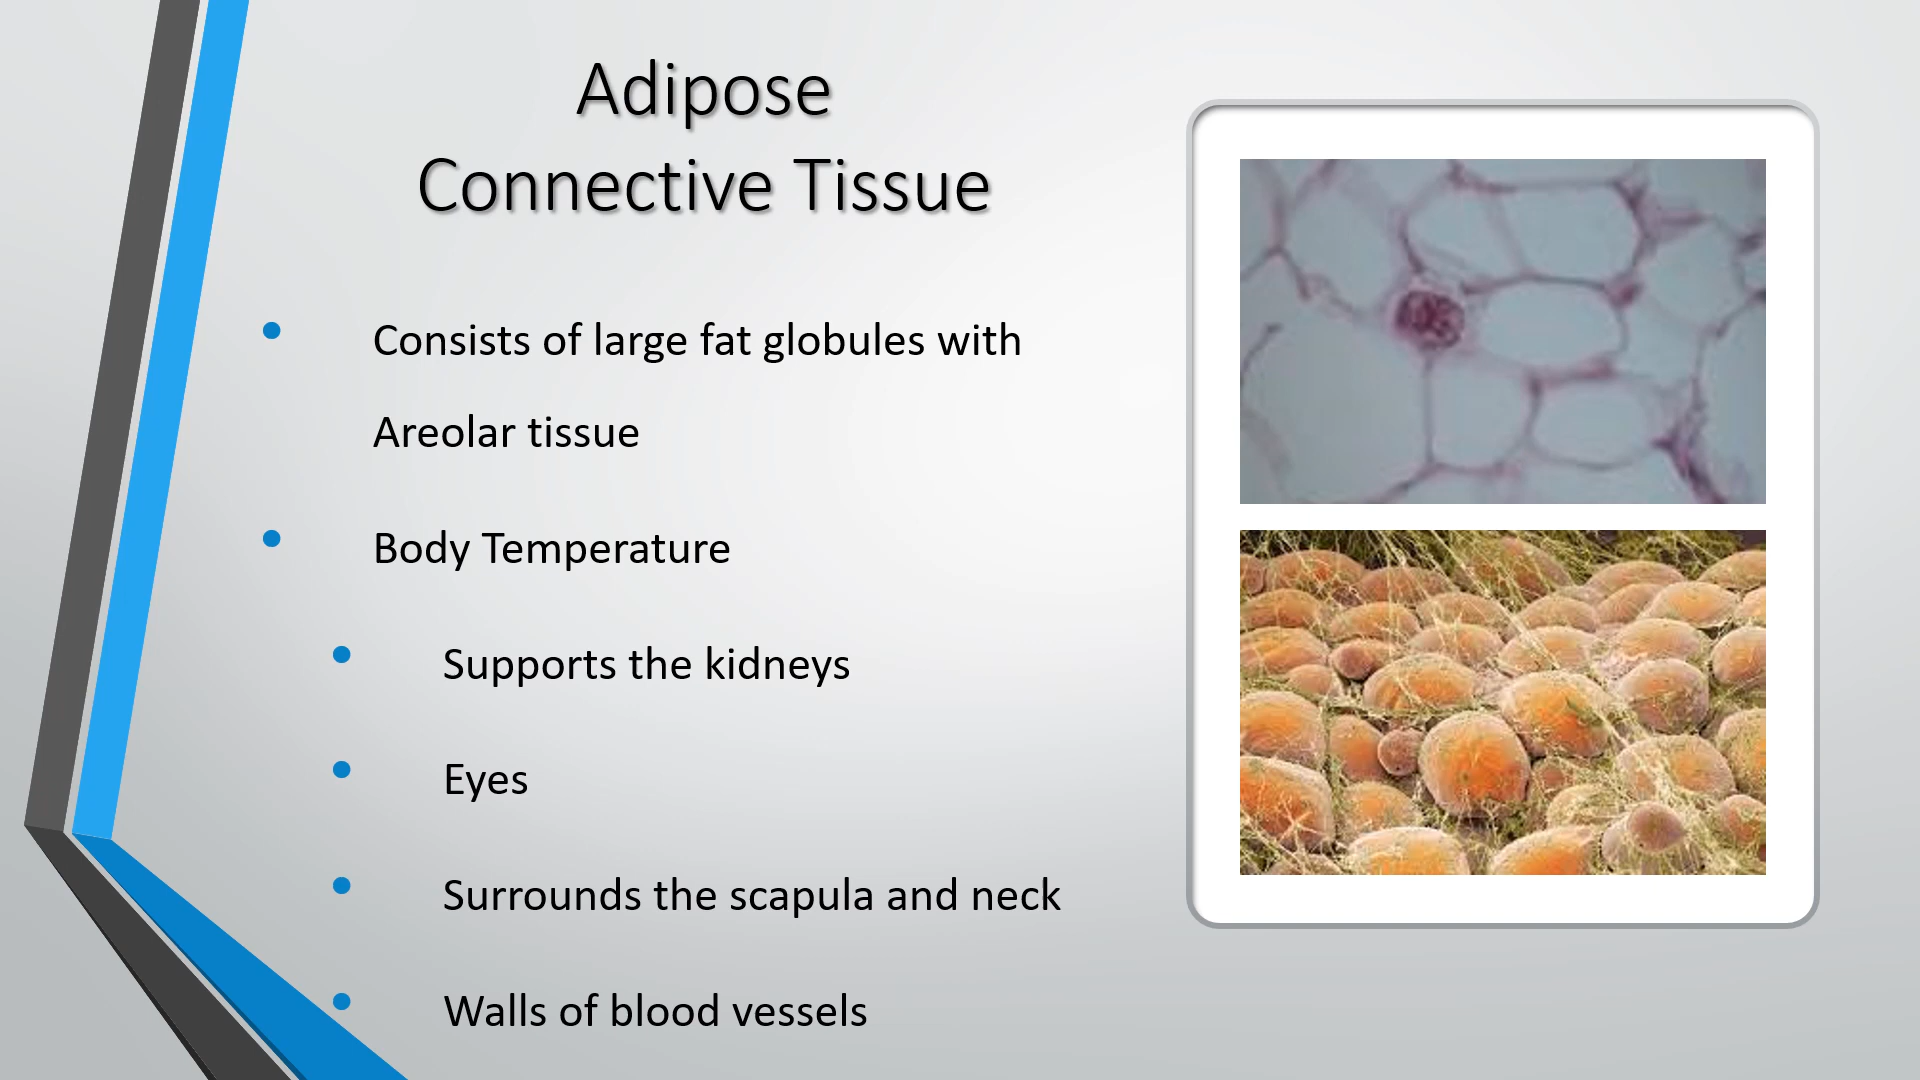 Adipose
Connective Tissue
• Consists of large fat globules with
Areolar tissue
• Body Temperature
• Supports the kidneys
• Eyes
• Surrounds the scapula and neck
• Walls of blood vessels